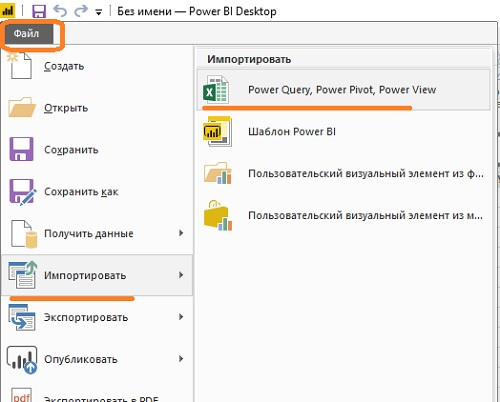 Без имени — Power BI Desktop
Файл
Создать
Открыть
Сохранить
Сохранить как
Получить данные
Импортировать
Экспортировать
Опубликовать
pdf
Экспортировать в PDF
Импортировать
Power Query, Power Pivot, Power View
Шаблон Power BI
Пользовательский визуальный элемент из ф...
Пользовательский визуальный элемент из м...